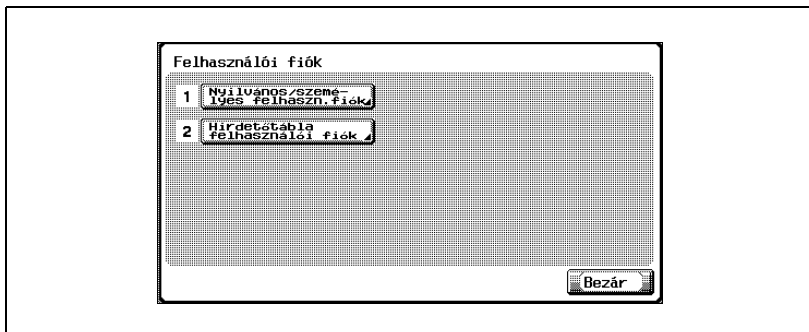 Felhasználói fiók
1 Nyilvános/szemé-
lyes felhaszn.fiók
2 Hirdetőtábla
felhasználói fiók
Bezár